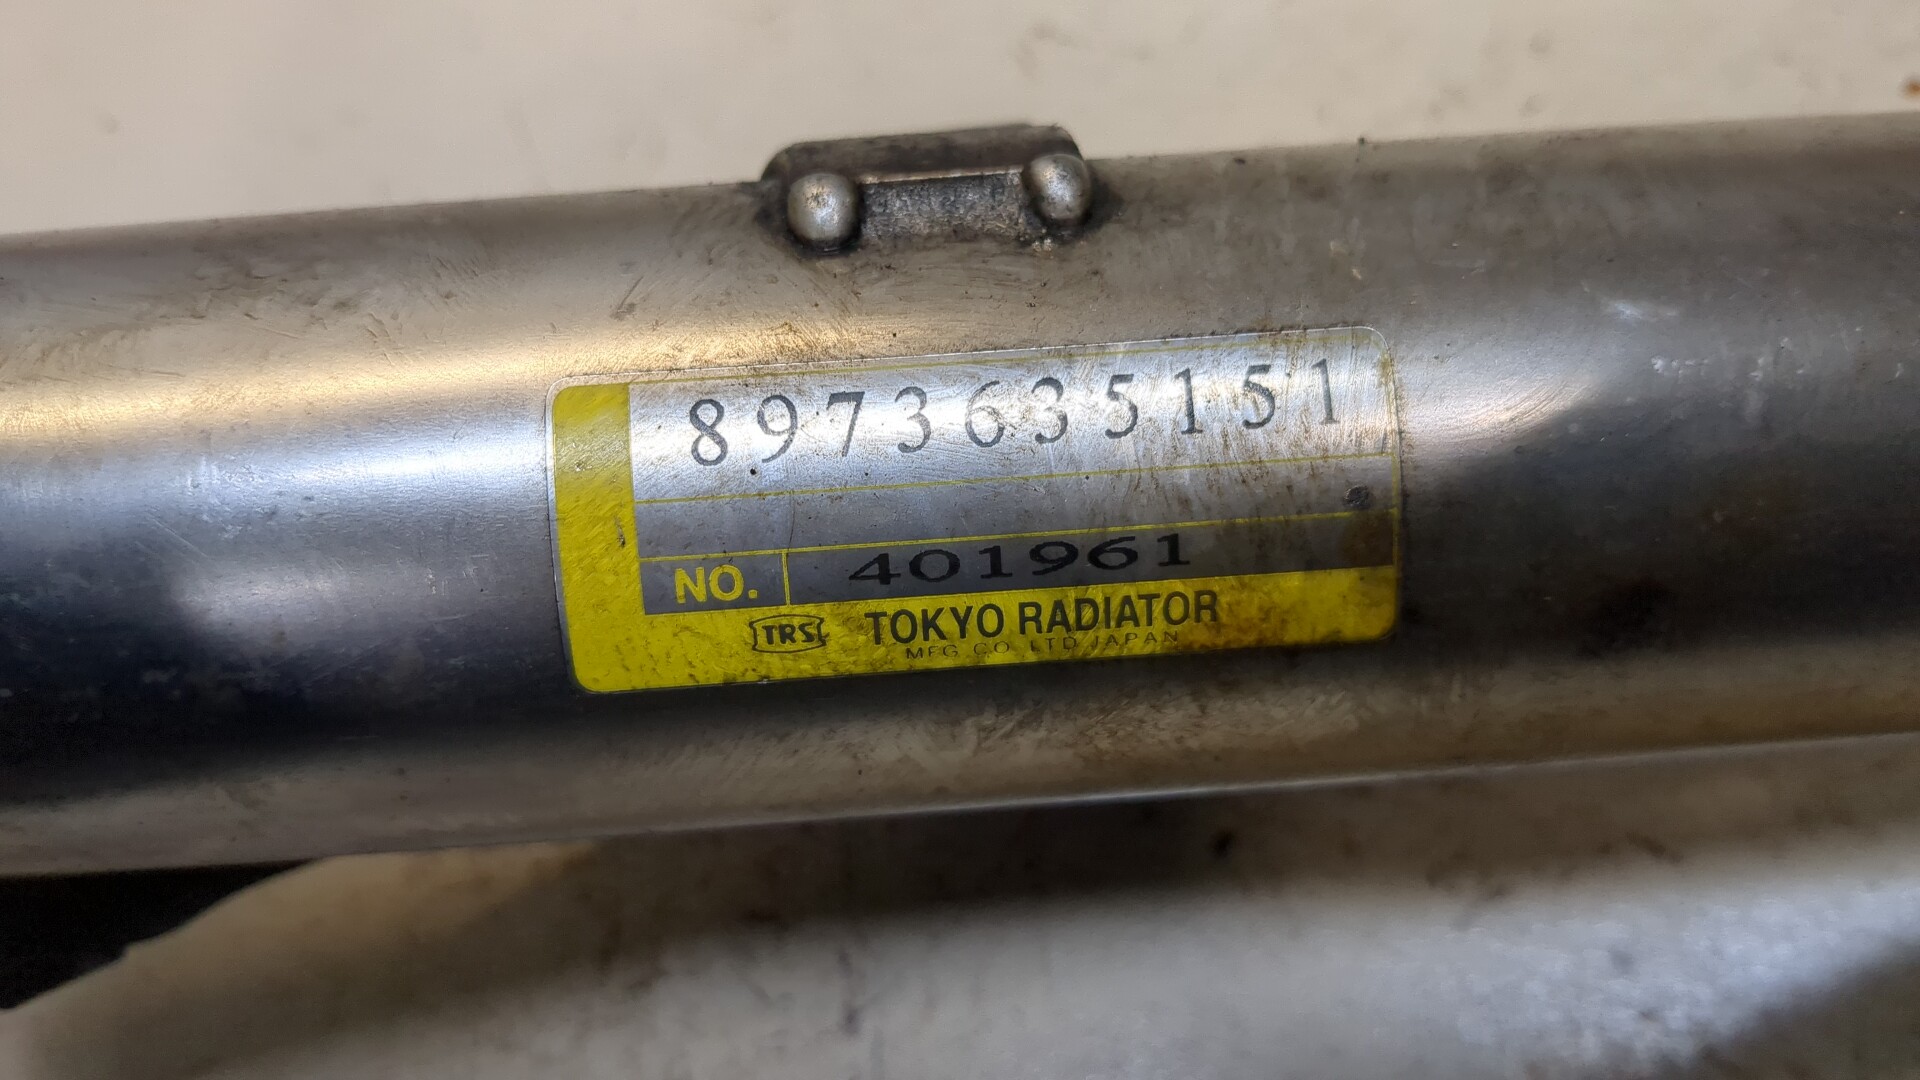 8973635151
NO. 401961
TRS TOKYO RADIATOR
MFG CO LTD JAPAN